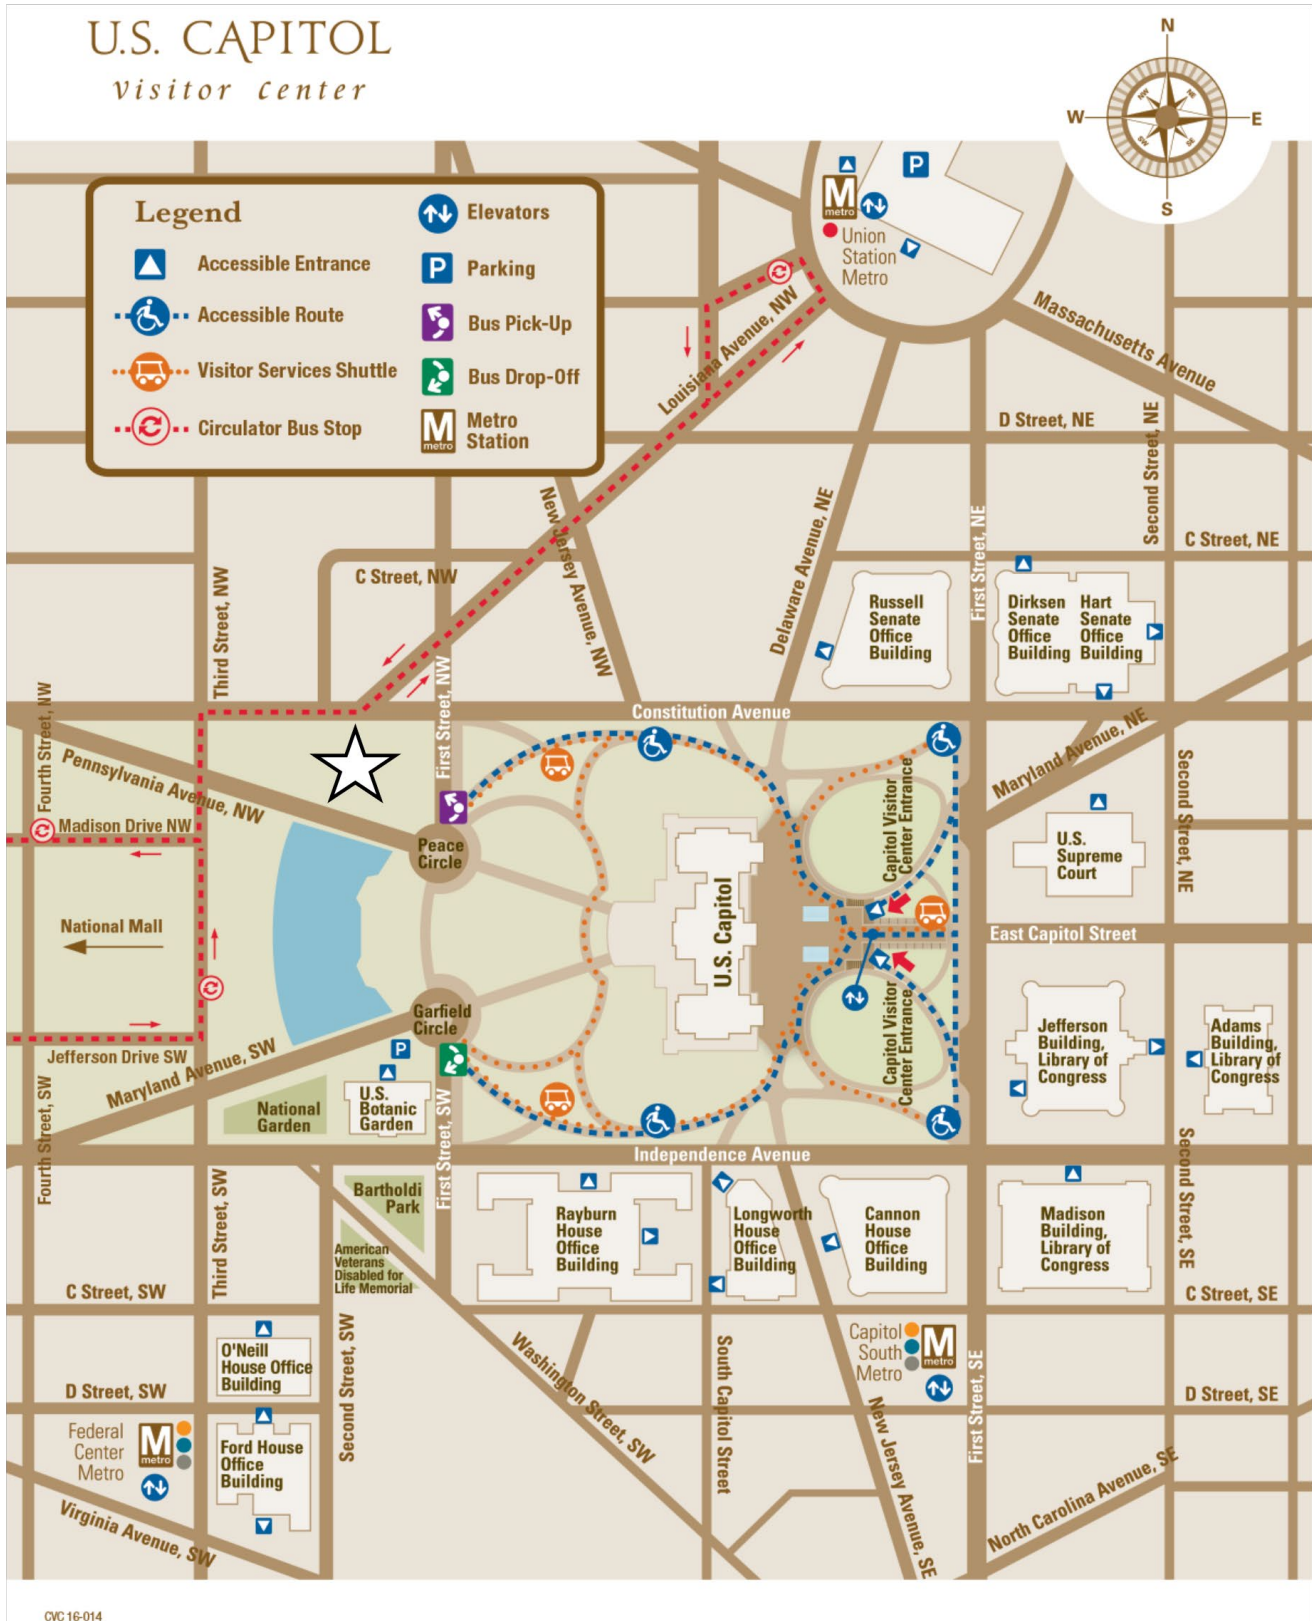 U.S. CAPITOL
Visitor Center
N
NW
NE
W
E
SW
SE
S
Legend
Accessible Entrance
Accessible Route
Visitor Services Shuttle
Circulator Bus Stop
Elevators
P
Parking
Bus Pick-Up
Bus Drop-Off
M
metro
Metro
Station
P
M
metro
Union
Station
Metro
Louisiana Avenue, NW
Massachusetts Avenue
D Street, NE
Second Street, NE
C Street, NE
First Street, NE
Delaware Avenue, NE
New Jersey Avenue, NW
C Street, NW
Third Street, NW
First Street, NW
Fourth Street, NW
Russell
Senate
Office
Building
Dirksen
Senate
Office
Building
Hart
Senate
Office
Building
Constitution Avenue
Maryland Avenue, NE
Second Street, NE
Pennsylvania Avenue, NW
Madison Drive NW
Peace
Circle
Capitol Visitor
Center Entrance
U.S.
Supreme
Court
National Mall
U.S. Capitol
East Capitol Street
Garfield
Circle
Capitol Visitor
Center Entrance
Jefferson
Building,
Library of
Congress
Adams
Building,
Library of
Congress
Jefferson Drive SW
Maryland Avenue, SW
P
National
Garden
U.S.
Botanic
Garden
Fourth Street, SW
First Street, SW
Independence Avenue
Third Street, SW
Bartholdi
Park
American
Veterans
Disabled for
Life Memorial
Rayburn
House
Office
Building
Longworth
House
Office
Building
Cannon
House
Office
Building
Madison
Building,
Library of
Congress
Second Street, SE
C Street, SW
C Street, SE
O'Neill
House Office
Building
Second Street, SW
Washington Street, SW
South Capitol Street
Capitol
South
Metro
M
metro
First Street, SE
New Jersey Avenue, SE
D Street, SW
D Street, SE
Federal
Center
Metro
M
metro
Ford House
Office
Building
Virginia Avenue, SW
North Carolina Avenue, SE
CVC 16-014